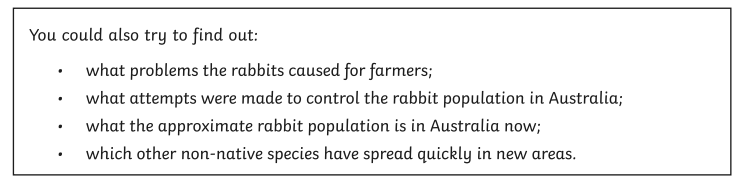 You could also try to find out:
• what problems the rabbits caused for farmers;
• what attempts were made to control the rabbit population in Australia;
• what the approximate rabbit population is in Australia now;
• which other non-native species have spread quickly in new areas.